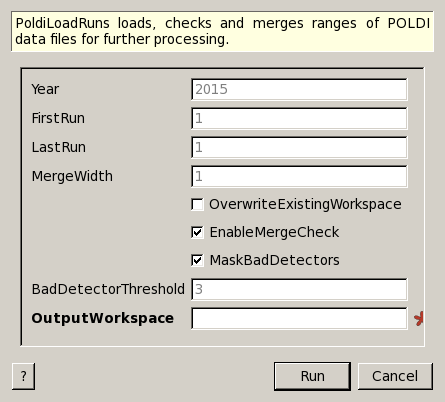 PoldiLoadRuns loads, checks and merges ranges of POLDI
data files for further processing.
Year 2015
FirstRun 1
LastRun 1
MergeWidth 1
OverwriteExistingWorkspace
EnableMergeCheck
MaskBadDetectors
BadDetectorThreshold 3
OutputWorkspace *
? Run Cancel